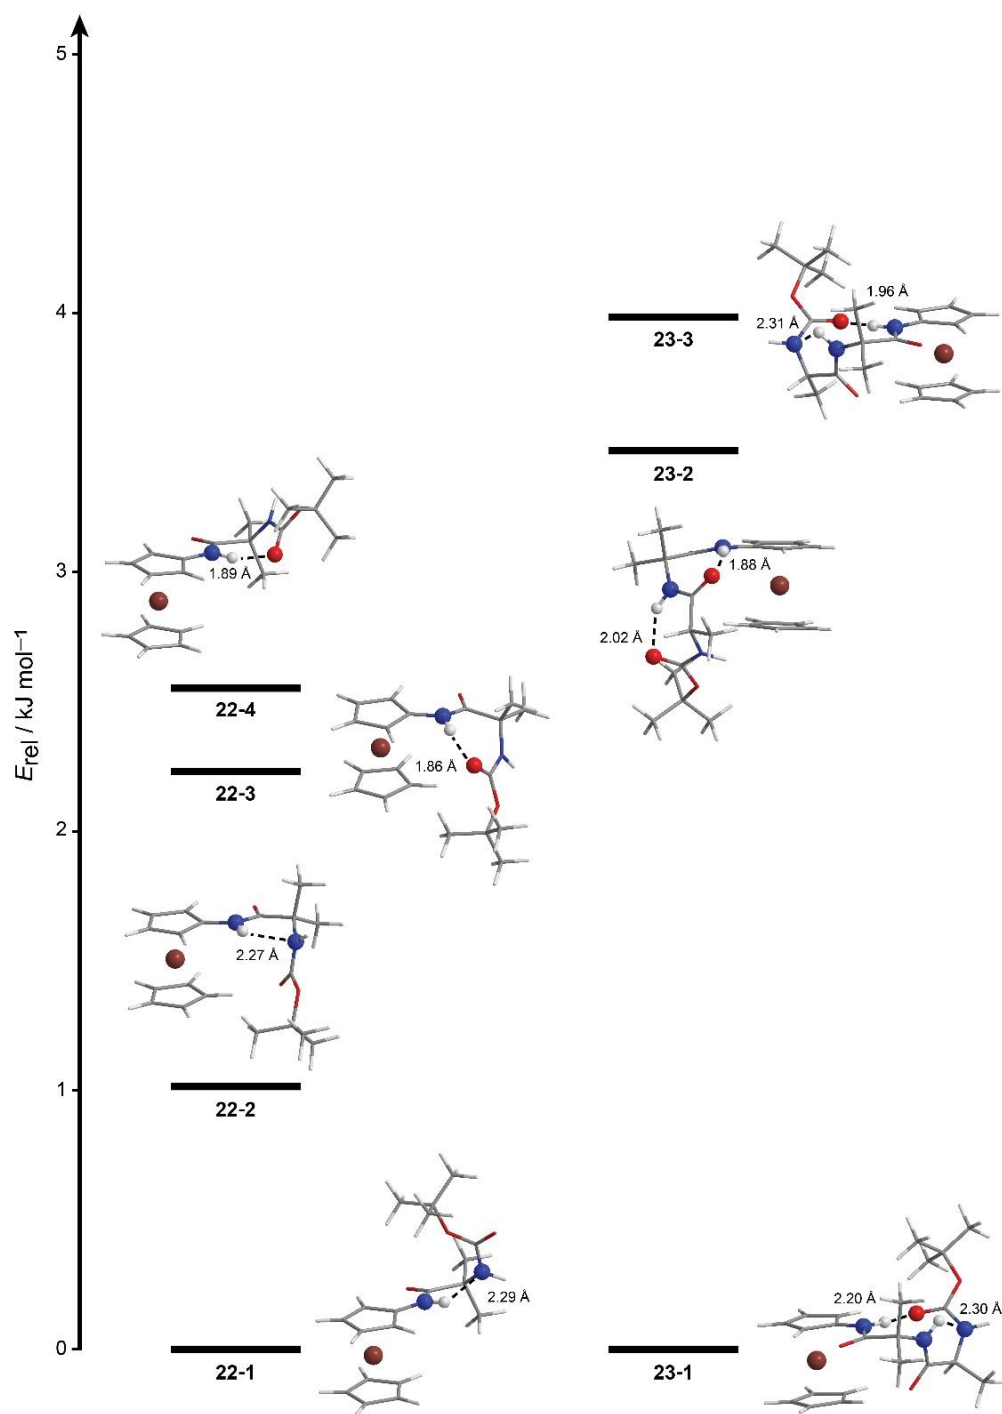 5
4
3
2
1
0
E_rel / kJ mol⁻¹
1.96 Å
2.31 Å
23-3
23-2
1.88 Å
2.02 Å
1.89 Å
22-4
1.86 Å
22-3
2.27 Å
22-2
2.29 Å
22-1
2.20 Å
2.30 Å
23-1